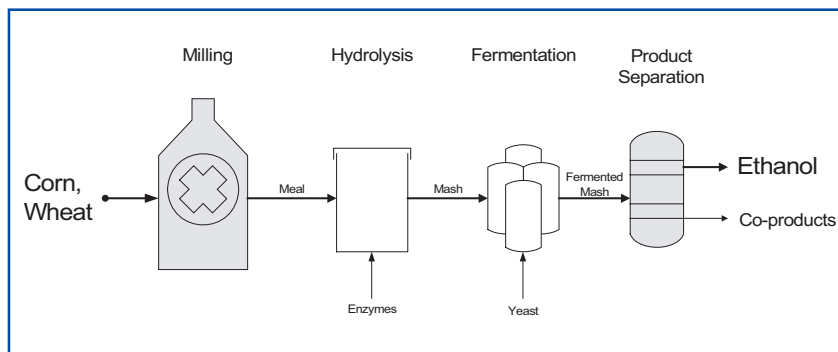 Milling
Hydrolysis
Fermentation
Product
Separation
Corn,
Wheat
Meal
Mash
Fermented
Mash
Ethanol
Co-products
Enzymes
Yeast